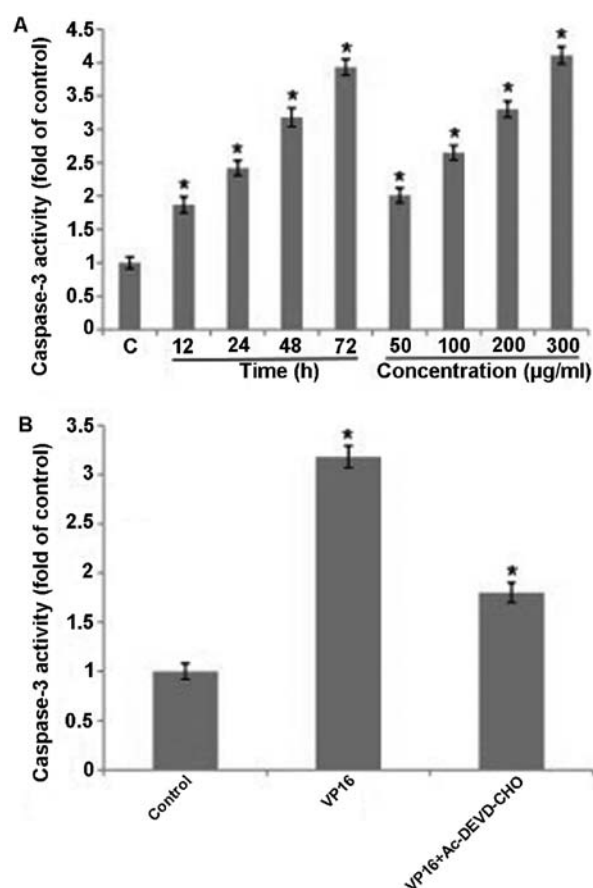 A
Caspase-3 activity (fold of control)
4.5
4
3.5
3
2.5
2
1.5
1
0.5
0
* * * * * * * *
C 12 24 48 72 50 100 200 300
Time (h) Concentration (µg/ml)
B
Caspase-3 activity (fold of control)
3.5
3
2.5
2
1.5
1
0.5
0
* *
Control VP16 VP16+Ac-DEVD-CHO